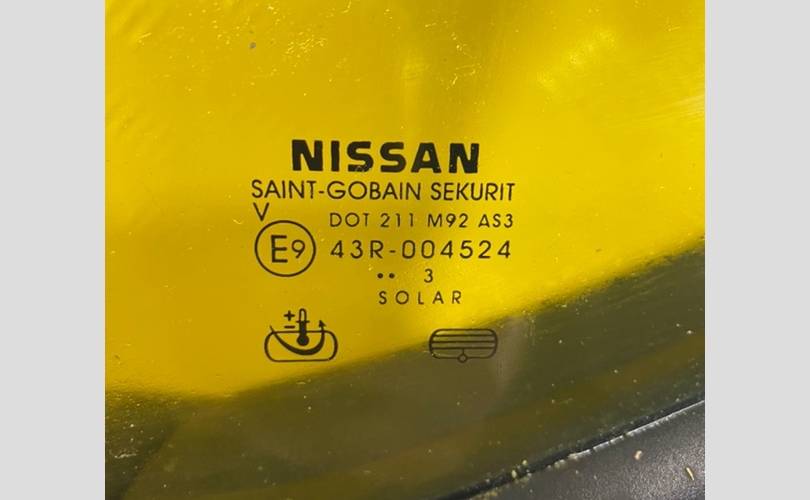 NISSAN
SAINT-GOBAIN SEKURIT
V
DOT 211 M92 AS3
E9 43R-004524
•• 3
SOLAR